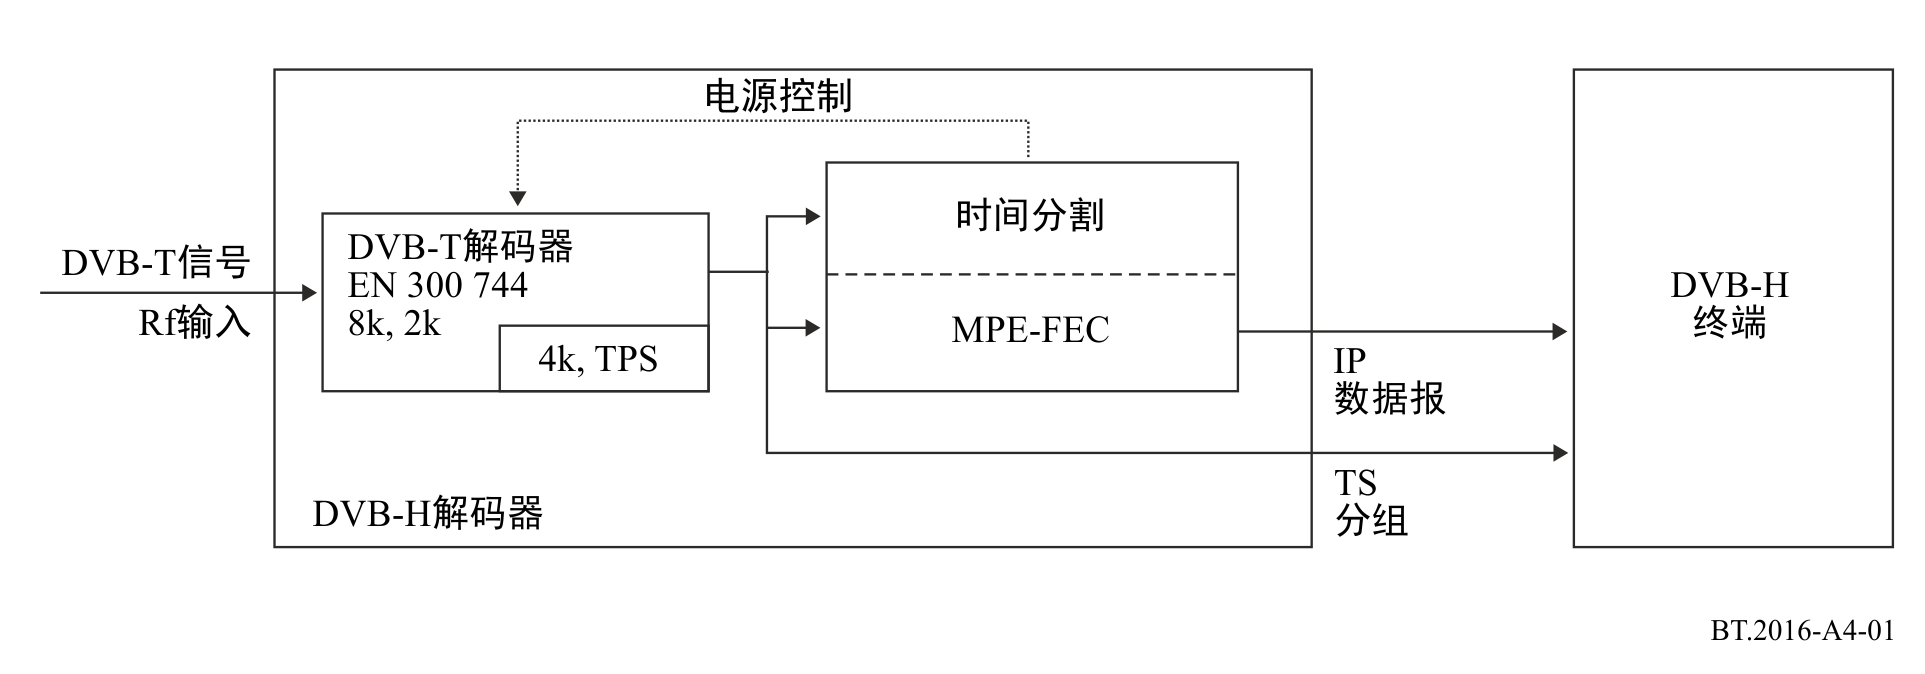 电源控制
DVB-T信号
Rf输入
DVB-T解码器
EN 300 744
8k, 2k
4k, TPS
时间分割
MPE-FEC
IP
数据报
TS
分组
DVB-H
终端
DVB-H解码器
BT.2016-A4-01